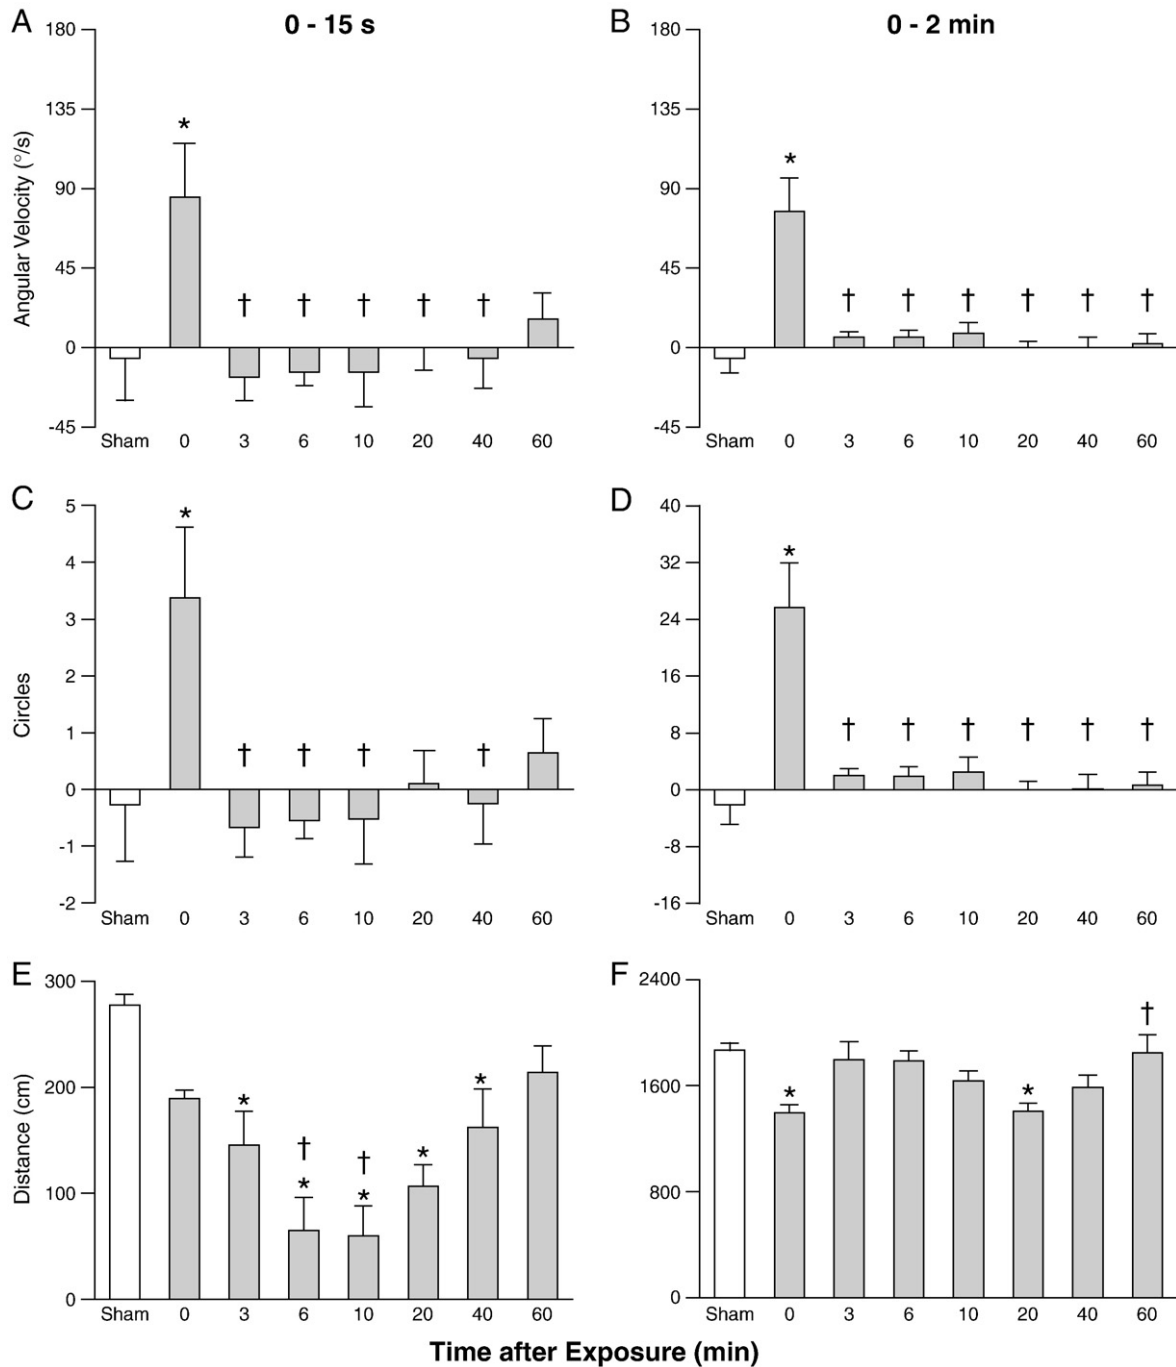 A
0 - 15 s
B
0 - 2 min
Angular Velocity (°/s)
180
135
90
45
0
-45
*
† † † † †
Sham 0 3 6 10 20 40 60
180
135
90
45
0
-45
*
† † † † † †
Sham 0 3 6 10 20 40 60
C
Circles
5
4
3
2
1
0
-1
-2
*
† † † †
Sham 0 3 6 10 20 40 60
D
40
32
24
16
8
0
-8
-16
*
† † † † † †
Sham 0 3 6 10 20 40 60
E
Distance (cm)
300
200
100
0
* *
† †
* * *
Sham 0 3 6 10 20 40 60
F
2400
1600
800
0
†
* *
Sham 0 3 6 10 20 40 60
Time after Exposure (min)